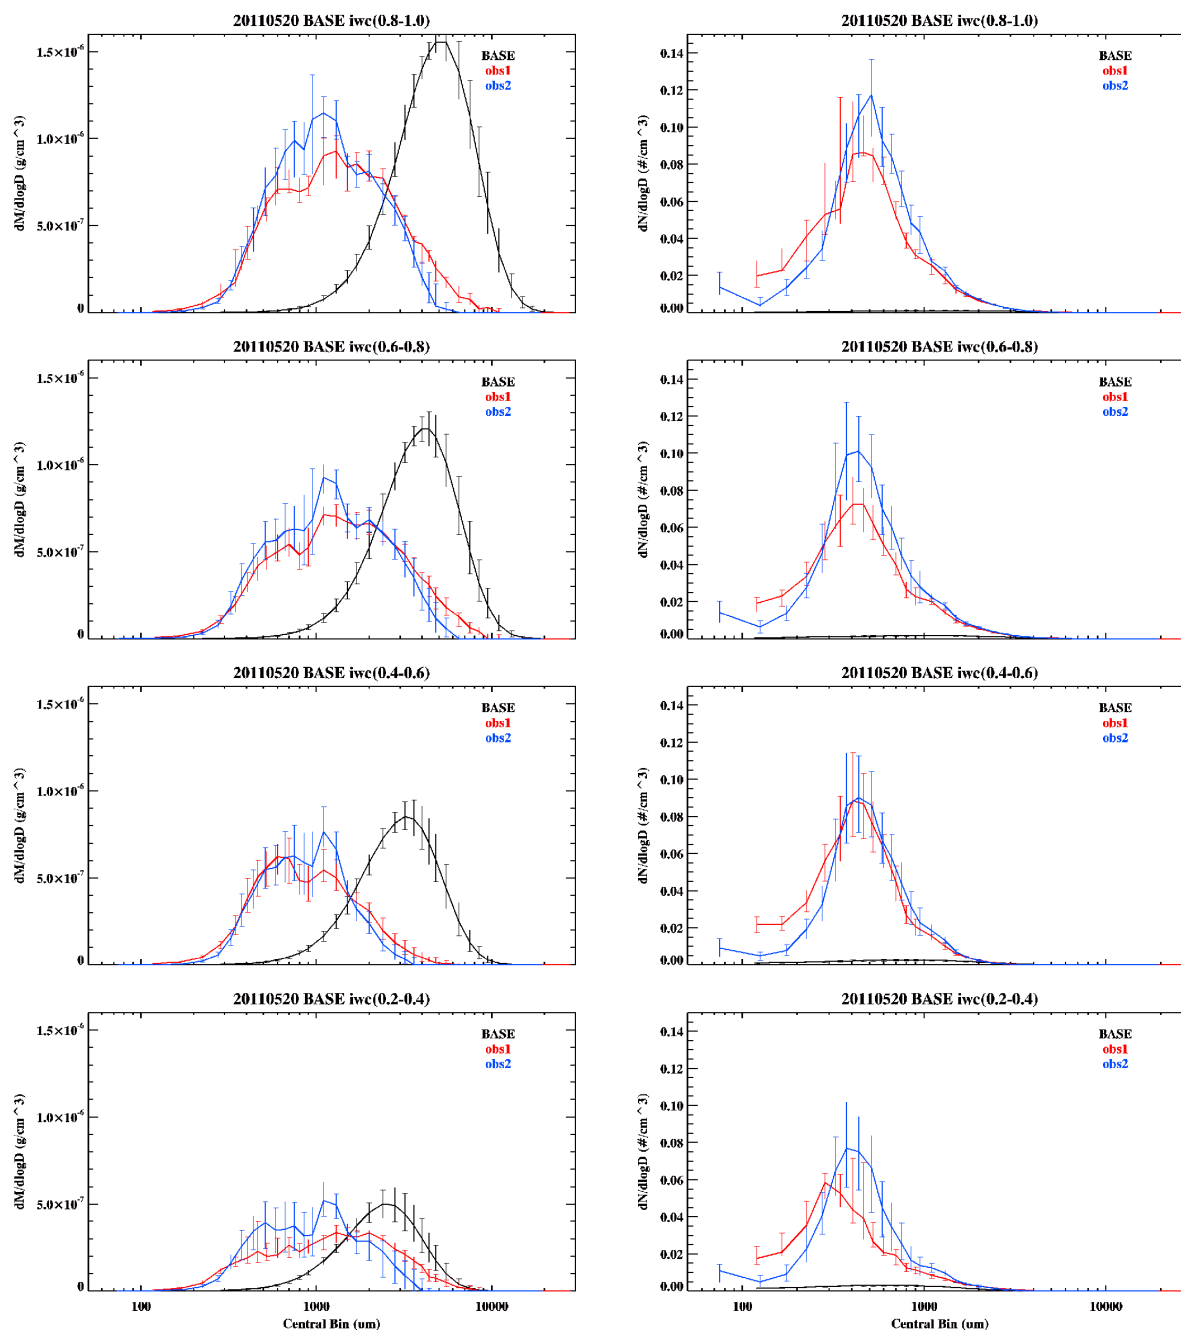 20110520 BASE iwc(0.8-1.0)
1.5×10^-6
1.0×10^-6
5.0×10^-7
0
dM/dlogD (g/cm^3)
BASE
obs1
obs2
20110520 BASE iwc(0.8-1.0)
0.14
0.12
0.10
0.08
0.06
0.04
0.02
0.00
dN/dlogD (#/cm^3)
BASE
obs1
obs2
20110520 BASE iwc(0.6-0.8)
1.5×10^-6
1.0×10^-6
5.0×10^-7
0
dM/dlogD (g/cm^3)
BASE
obs1
obs2
20110520 BASE iwc(0.6-0.8)
0.14
0.12
0.10
0.08
0.06
0.04
0.02
0.00
dN/dlogD (#/cm^3)
BASE
obs1
obs2
20110520 BASE iwc(0.4-0.6)
1.5×10^-6
1.0×10^-6
5.0×10^-7
0
dM/dlogD (g/cm^3)
BASE
obs1
obs2
20110520 BASE iwc(0.4-0.6)
0.14
0.12
0.10
0.08
0.06
0.04
0.02
0.00
dN/dlogD (#/cm^3)
BASE
obs1
obs2
20110520 BASE iwc(0.2-0.4)
1.5×10^-6
1.0×10^-6
5.0×10^-7
0
dM/dlogD (g/cm^3)
BASE
obs1
obs2
100 1000 10000
Central Bin (um)
20110520 BASE iwc(0.2-0.4)
0.14
0.12
0.10
0.08
0.06
0.04
0.02
0.00
dN/dlogD (#/cm^3)
BASE
obs1
obs2
100 1000 10000
Central Bin (um)